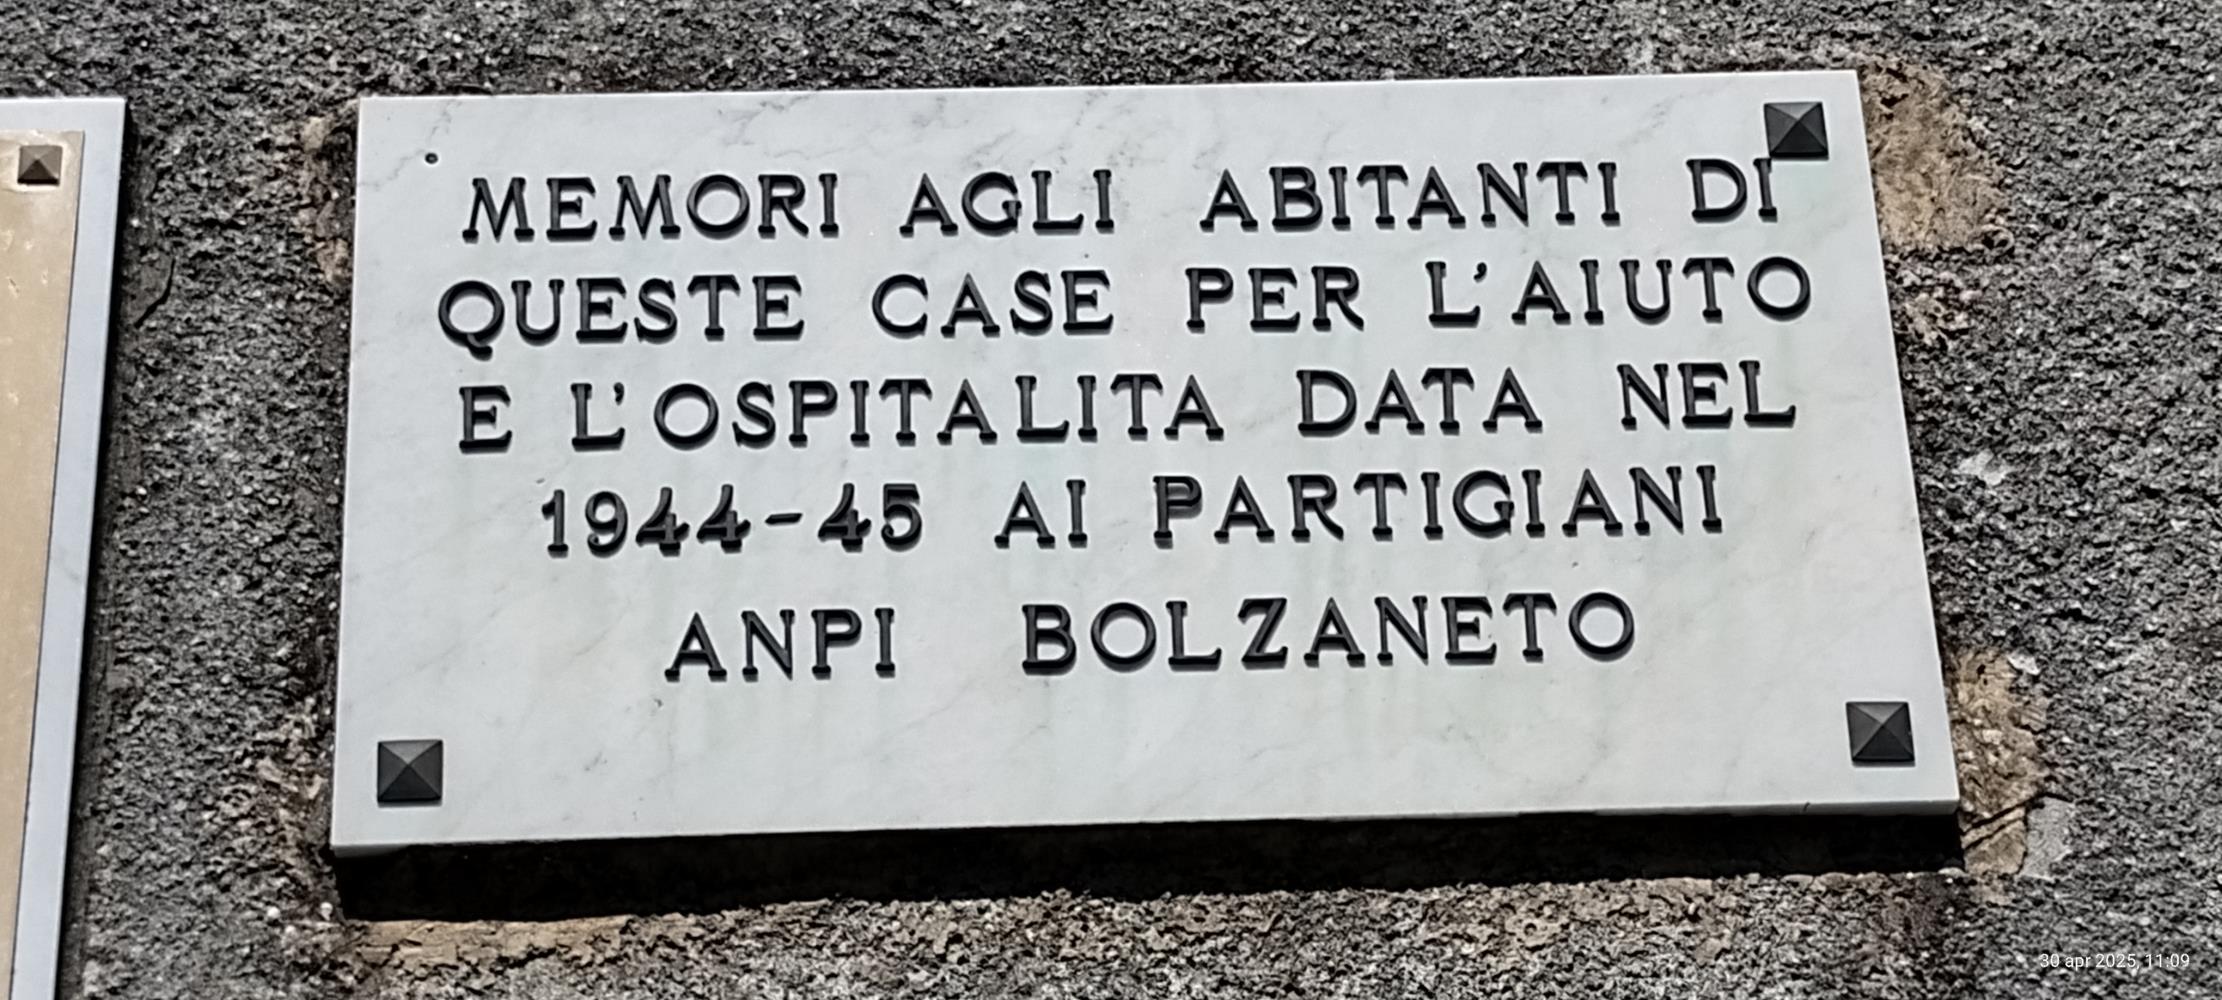 MEMORI AGLI ABITANTI DI
QUESTE CASE PER L'AIUTO
E L'OSPITALITA DATA NEL
1944-45 AI PARTIGIANI
ANPI BOLZANETO
30 apr 2025, 11:09